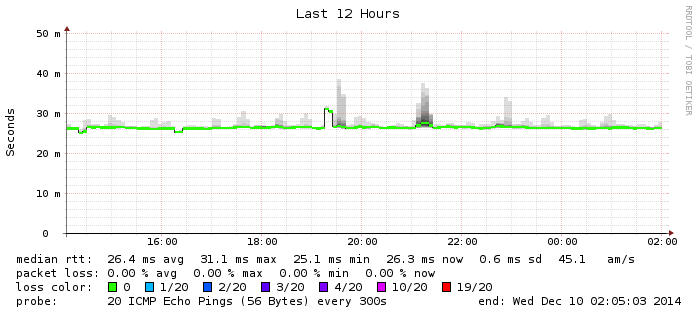 Last 12 Hours
RRDTOOL / TOBI OETIKER
Seconds
50 m
40 m
30 m
20 m
10 m
0
16:00 18:00 20:00 22:00 00:00 02:00
median rtt: 26.4 ms avg 31.1 ms max 25.1 ms min 26.3 ms now 0.6 ms sd 45.1 am/s
packet loss: 0.00 % avg 0.00 % max 0.00 % min 0.00 % now
loss color: 0 1/20 2/20 3/20 4/20 10/20 19/20
probe: 20 ICMP Echo Pings (56 Bytes) every 300s end: Wed Dec 10 02:05:03 2014